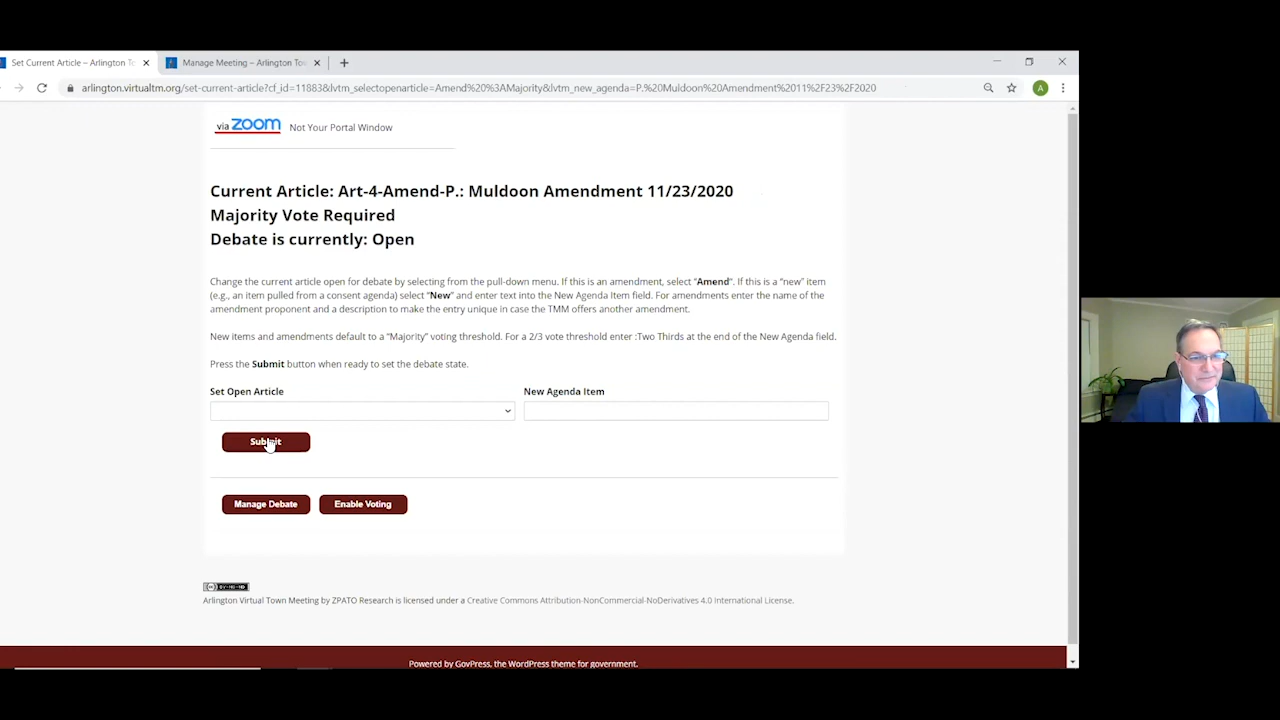 Set Current Article – Arlington To
Manage Meeting – Arlington Tow
arlington.virtualtm.org/set-current-article?cf_id=11883&lvtm_selectopenarticle=Amend%20%3AMajority&lvtm_new_agenda=P.%20Muldoon%20Amendment%2011%2F23%2F2020
A
via zoom Not Your Portal Window
Current Article: Art-4-Amend-P.: Muldoon Amendment 11/23/2020
Majority Vote Required
Debate is currently: Open
Change the current article open for debate by selecting from the pull-down menu. If this is an amendment, select "Amend". If this is a "new" item
(e.g., an item pulled from a consent agenda) select "New" and enter text into the New Agenda Item field. For amendments enter the name of the
amendment proponent and a description to make the entry unique in case the TMM offers another amendment.
New items and amendments default to a "Majority" voting threshold. For a 2/3 vote threshold enter :Two Thirds at the end of the New Agenda field.
Press the Submit button when ready to set the debate state.
Set Open Article
New Agenda Item
Submit
Manage Debate
Enable Voting
Arlington Virtual Town Meeting by ZPATO Research is licensed under a Creative Commons Attribution-NonCommercial-NoDerivatives 4.0 International License.
Powered by GovPress, the WordPress theme for government.